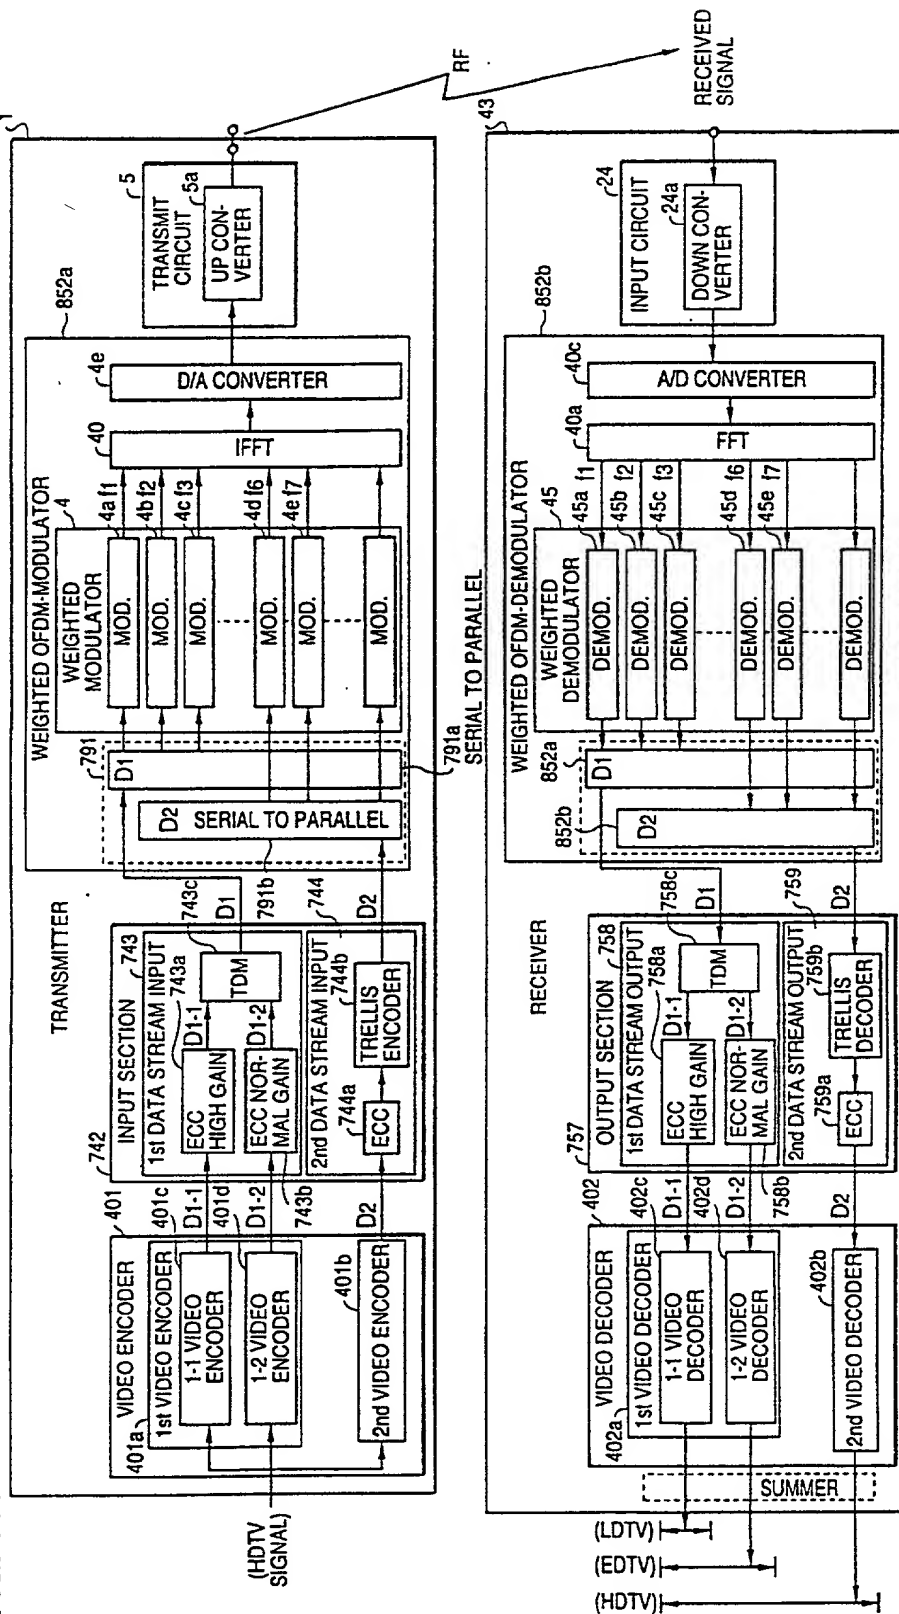 1
TRANSMITTER
(HDTV
SIGNAL)
VIDEO ENCODER
401
401a
1st VIDEO ENCODER
401c
1-1 VIDEO
ENCODER
401d
1-2 VIDEO
ENCODER
401b
2nd VIDEO ENCODER
D1-1
D1-2
D2
742
INPUT SECTION
743
1st DATA STREAM INPUT
743a
ECC
HIGH GAIN
D1-1
743b
ECC NOR-
MAL GAIN
D1-2
743c
TDM
D1
744
2nd DATA STREAM INPUT
744a
ECC
744b
TRELLIS
ENCODER
D2
WEIGHTED OFDM-MODULATOR
852a
791
D1
D2
SERIAL TO PARALLEL
791b
791a
SERIAL TO PARALLEL
WEIGHTED
MODULATOR
4
MOD.
MOD.
MOD.
MOD.
MOD.
MOD.
4a f1
4b f2
4c f3
4d f6
4e f7
40
IFFT
4e
D/A CONVERTER
TRANSMIT
CIRCUIT
5
5a
UP CON-
VERTER
RF
RECEIVED
SIGNAL
43
RECEIVER
INPUT CIRCUIT
24
24a
DOWN CON-
VERTER
WEIGHTED OFDM-DEMODULATOR
852b
40c
A/D CONVERTER
40a
FFT
WEIGHTED
DEMODULATOR
45
45a f1
45b f2
45c f3
45d f6
45e f7
DEMOD.
DEMOD.
DEMOD.
DEMOD.
DEMOD.
DEMOD.
852a
D1
852b
D2
D1
D2
757
OUTPUT SECTION
758
1st DATA STREAM OUTPUT
758a
758c
TDM
D1-1
D1-2
ECC
HIGH GAIN
ECC NOR-
MAL GAIN
758b
759
2nd DATA STREAM OUTPUT
759b
TRELLIS
DECODER
759a
ECC
D1-1
D1-2
D2
VIDEO DECODER
402
402a
1st VIDEO DECODER
402c
1-1 VIDEO
DECODER
402d
1-2 VIDEO
DECODER
402b
2nd VIDEO DECODER
SUMMER
(LDTV)
(EDTV)
(HDTV)